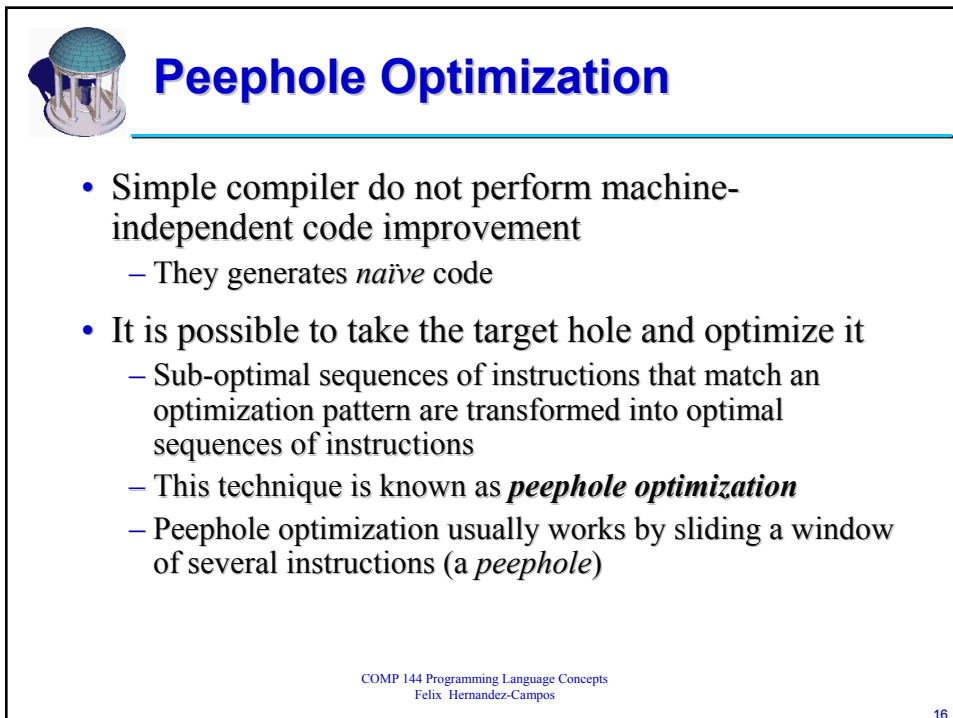 Peephole Optimization
• Simple compiler do not perform machine-
independent code improvement
– They generates naïve code
• It is possible to take the target hole and optimize it
– Sub-optimal sequences of instructions that match an
optimization pattern are transformed into optimal
sequences of instructions
– This technique is known as peephole optimization
– Peephole optimization usually works by sliding a window
of several instructions (a peephole)
COMP 144 Programming Language Concepts
Felix Hernandez-Campos
16